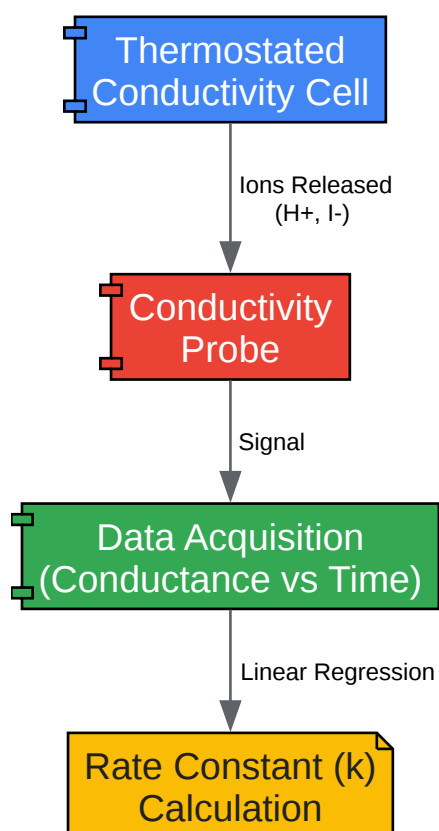 Thermostated
Conductivity Cell
Ions Released
(H+, I-)
Conductivity
Probe
Signal
Data Acquisition
(Conductance vs Time)
Linear Regression
Rate Constant (k)
Calculation